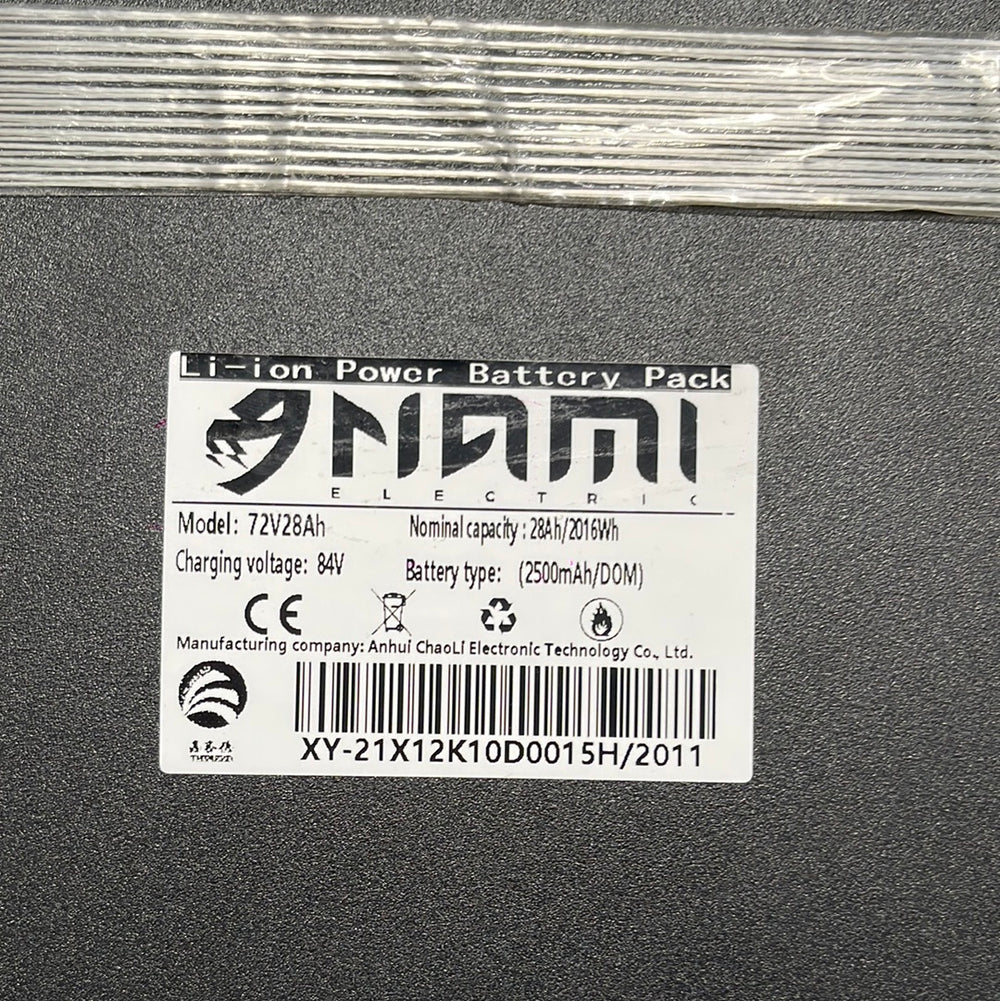 Li-ion Power Battery Pack
NAMI
ELECTRIC
Model: 72V28Ah Nominal capacity : 28Ah/2016Wh
Charging voltage: 84V Battery type: (2500mAh/DOM)
CE
Manufacturing company: Anhui ChaoLi Electronic Technology Co., Ltd.
XY-21X12K10D0015H/2011